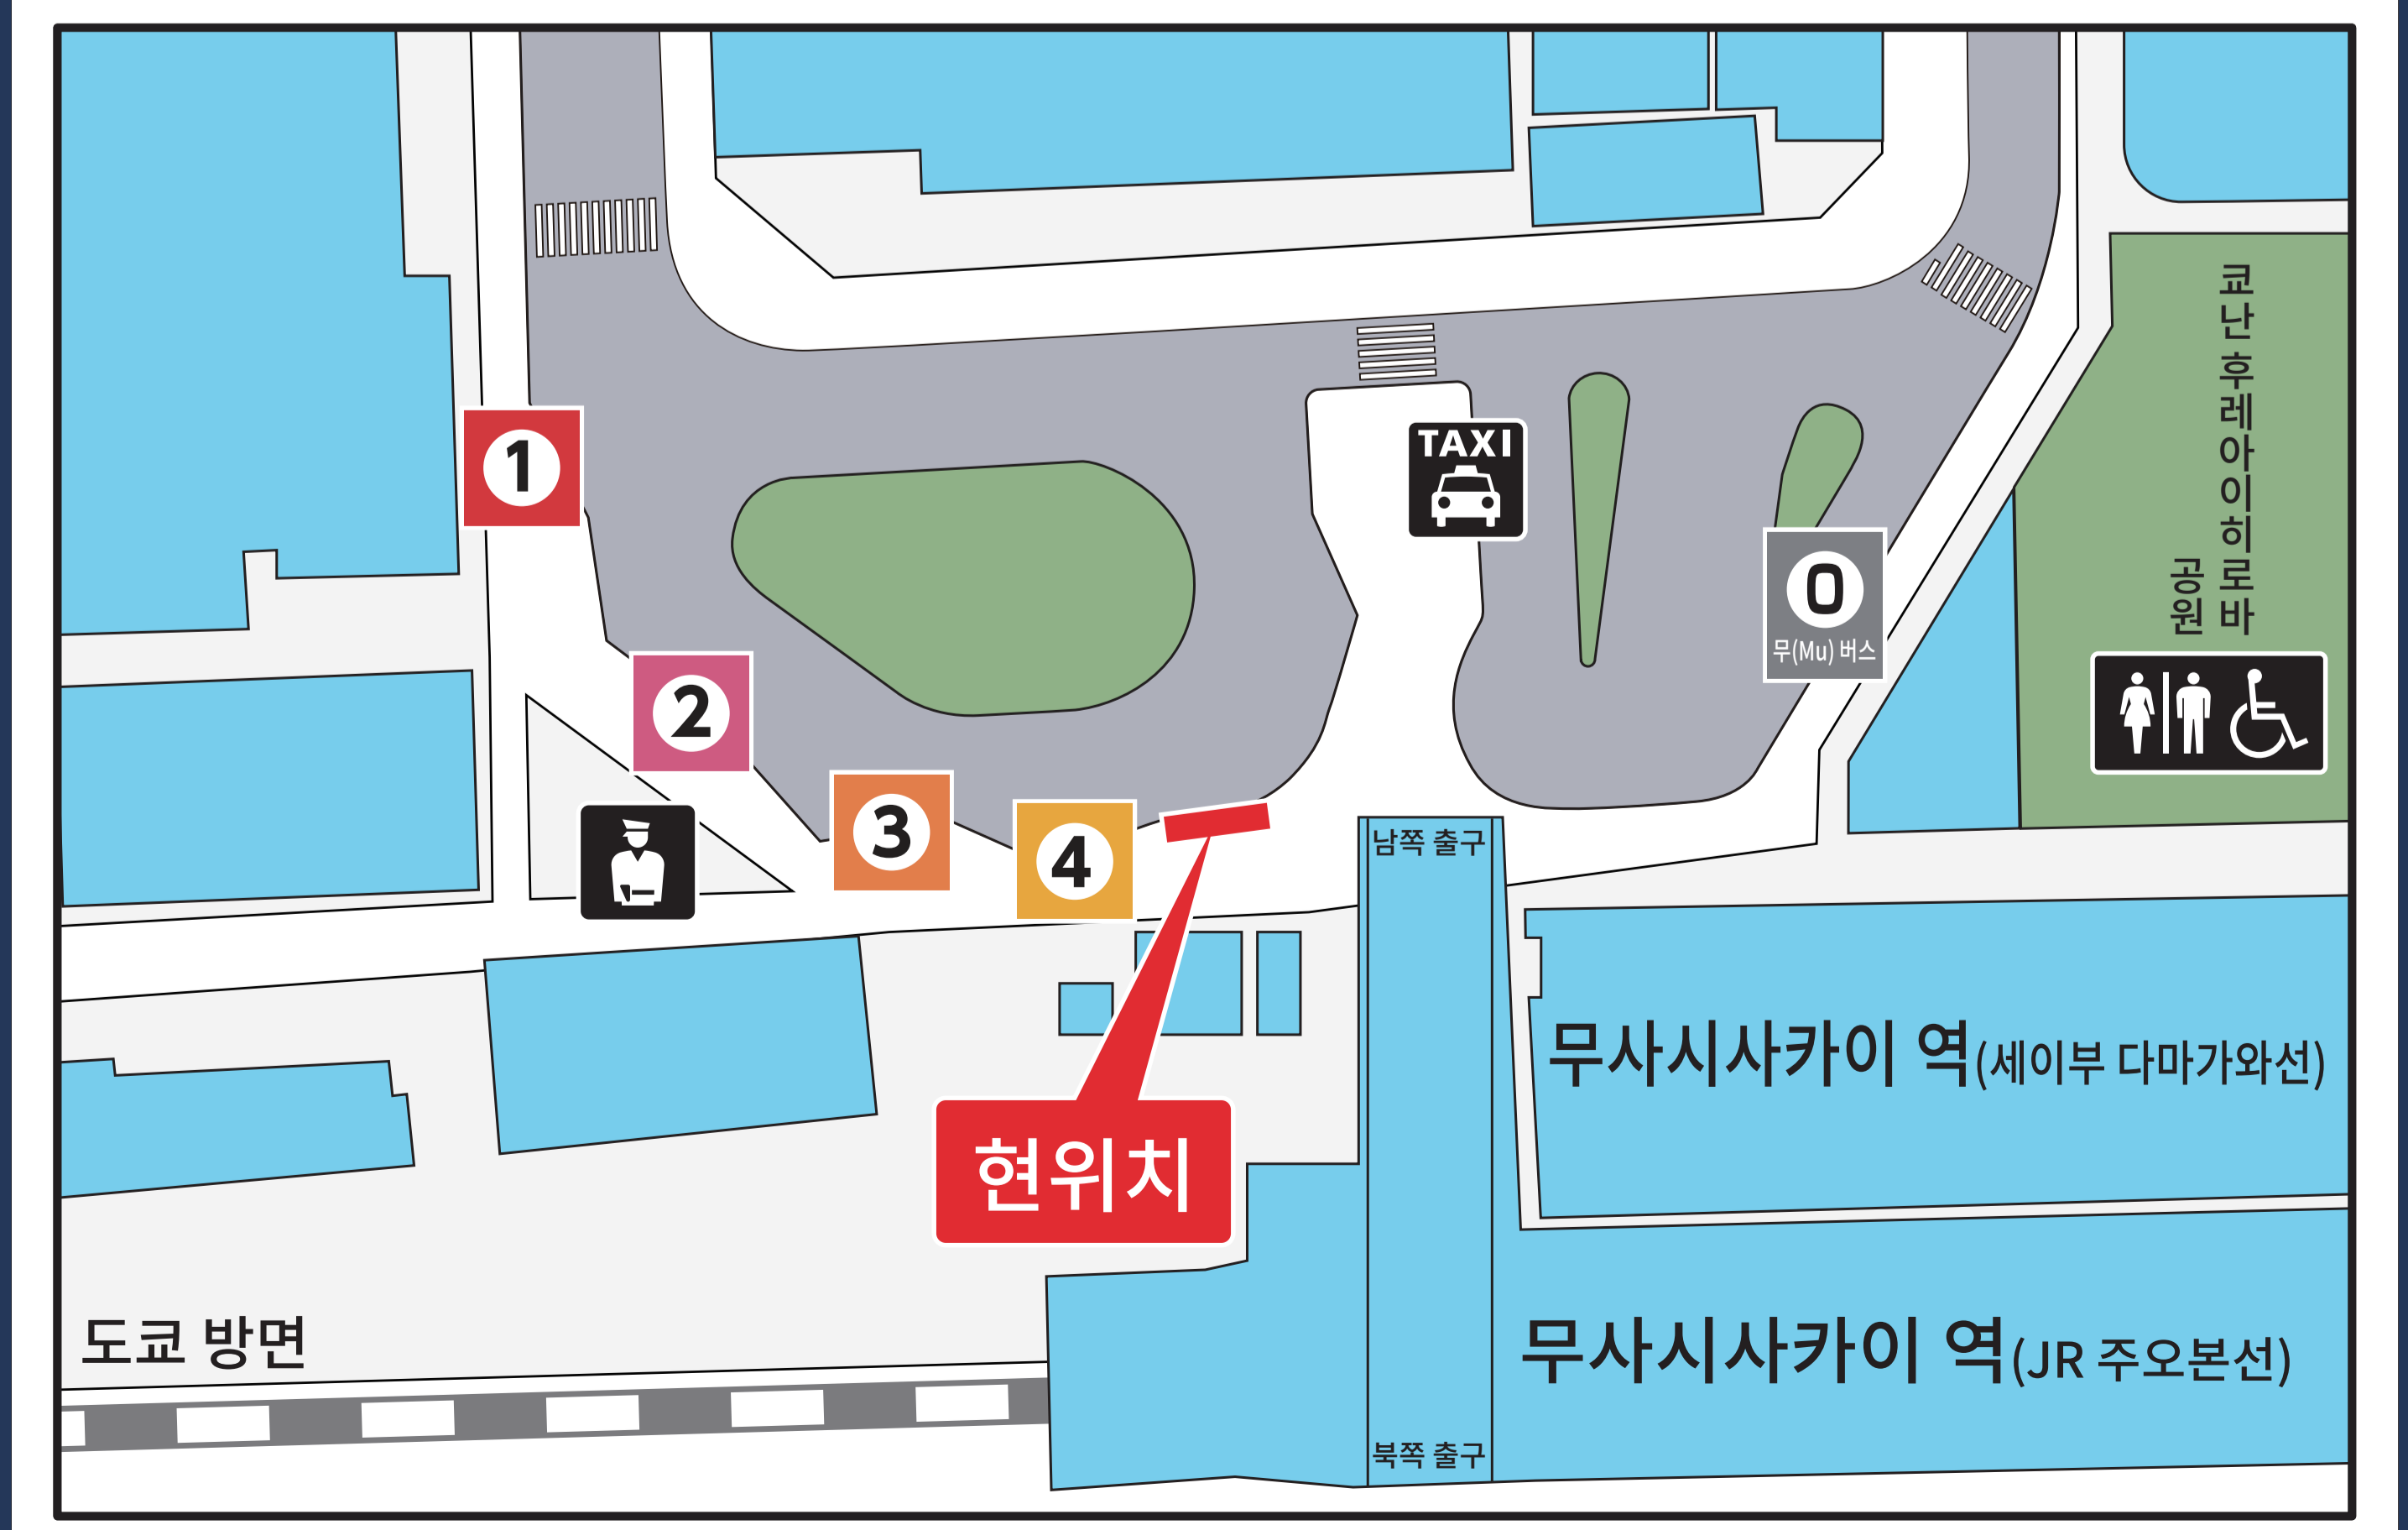 1
TAXI
코난 후레아이히로바
공원
0
무(Mu)버스
2
3
4
남쪽 출구
무사시사카이 역(세이부 다마가와선)
현위치
도쿄 방면
무사시사카이 역(JR 주오본선)
북쪽 출구